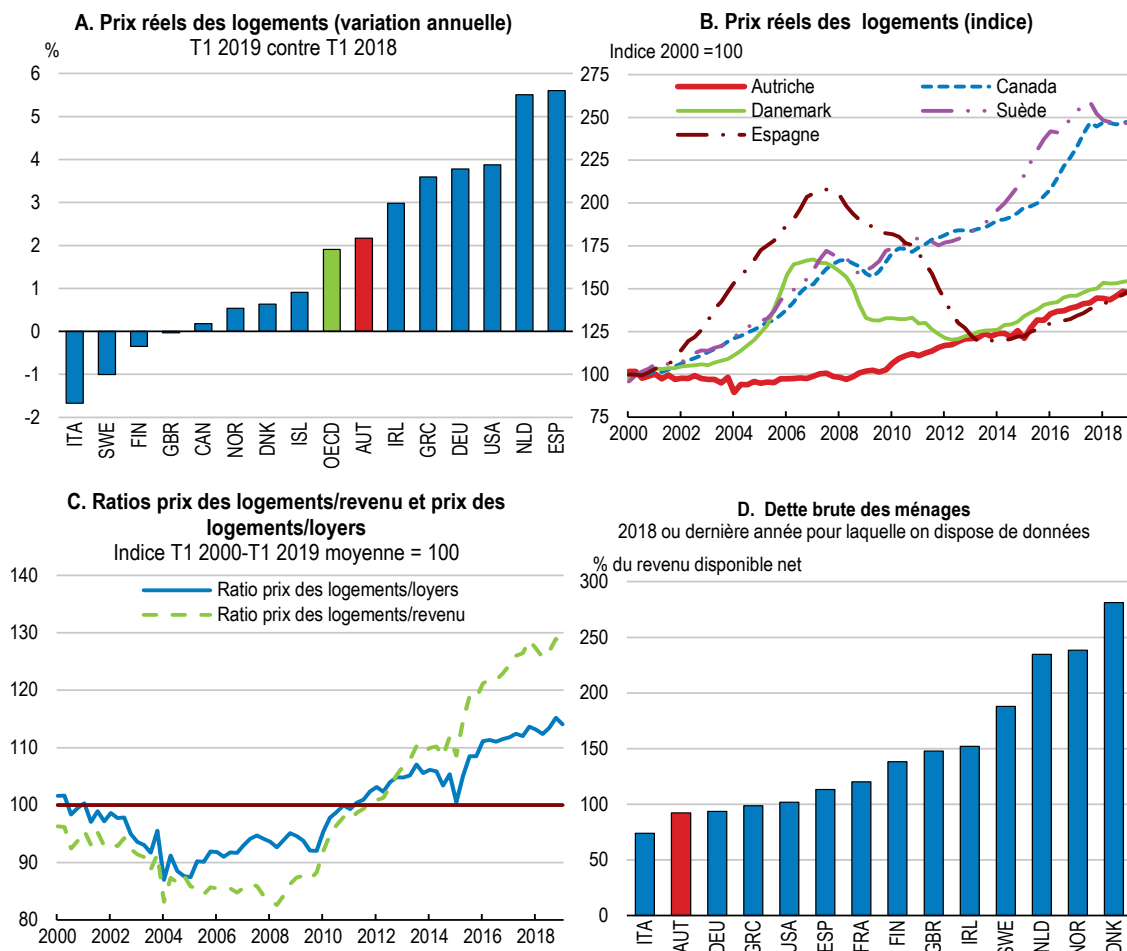 A. Prix réels des logements (variation annuelle)
T1 2019 contre T1 2018
%
6
5
4
3
2
1
0
-1
-2
ITA
SWE
FIN
GBR
CAN
NOR
DNK
ISL
OECD
AUT
IRL
GRC
DEU
USA
NLD
ESP
B. Prix réels des logements (indice)
Indice 2000 =100
275
250
225
200
175
150
125
100
75
Autriche
Canada
Danemark
Suède
Espagne
2000 2002 2004 2006 2008 2010 2012 2014 2016 2018
C. Ratios prix des logements/revenu et prix des
logements/loyers
Indice T1 2000-T1 2019 moyenne = 100
140
130
120
110
100
90
80
Ratio prix des logements/loyers
Ratio prix des logements/revenu
2000 2002 2004 2006 2008 2010 2012 2014 2016 2018
D. Dette brute des ménages
2018 ou dernière année pour laquelle on dispose de données
% du revenu disponible net
300
250
200
150
100
50
0
ITA
AUT
DEU
GRC
USA
ESP
FRA
FIN
GBR
IRL
SWE
NLD
NOR
DNK